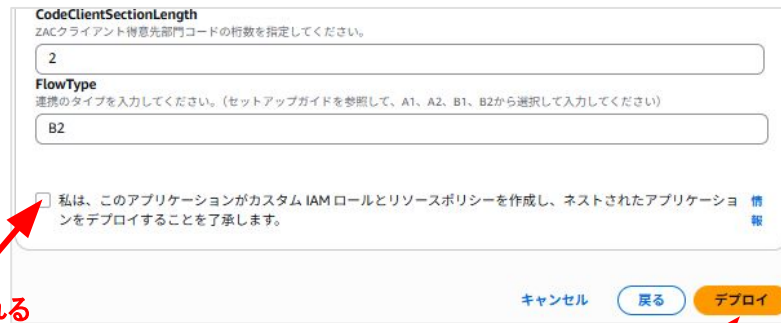 CodeClientSectionLength
ZACクライアント得意先部門コードの桁数を指定してください。
2
FlowType
連携のタイプを入力してください。（セットアップガイドを参照して、A1、A2、B1、B2から選択して入力してください）
B2
私は、このアプリケーションがカスタム IAM ロールとリソースポリシーを作成し、ネストされたアプリケーショ 情
ンをデプロイすることを了承します。 報
キャンセル 戻る デプロイ
れる